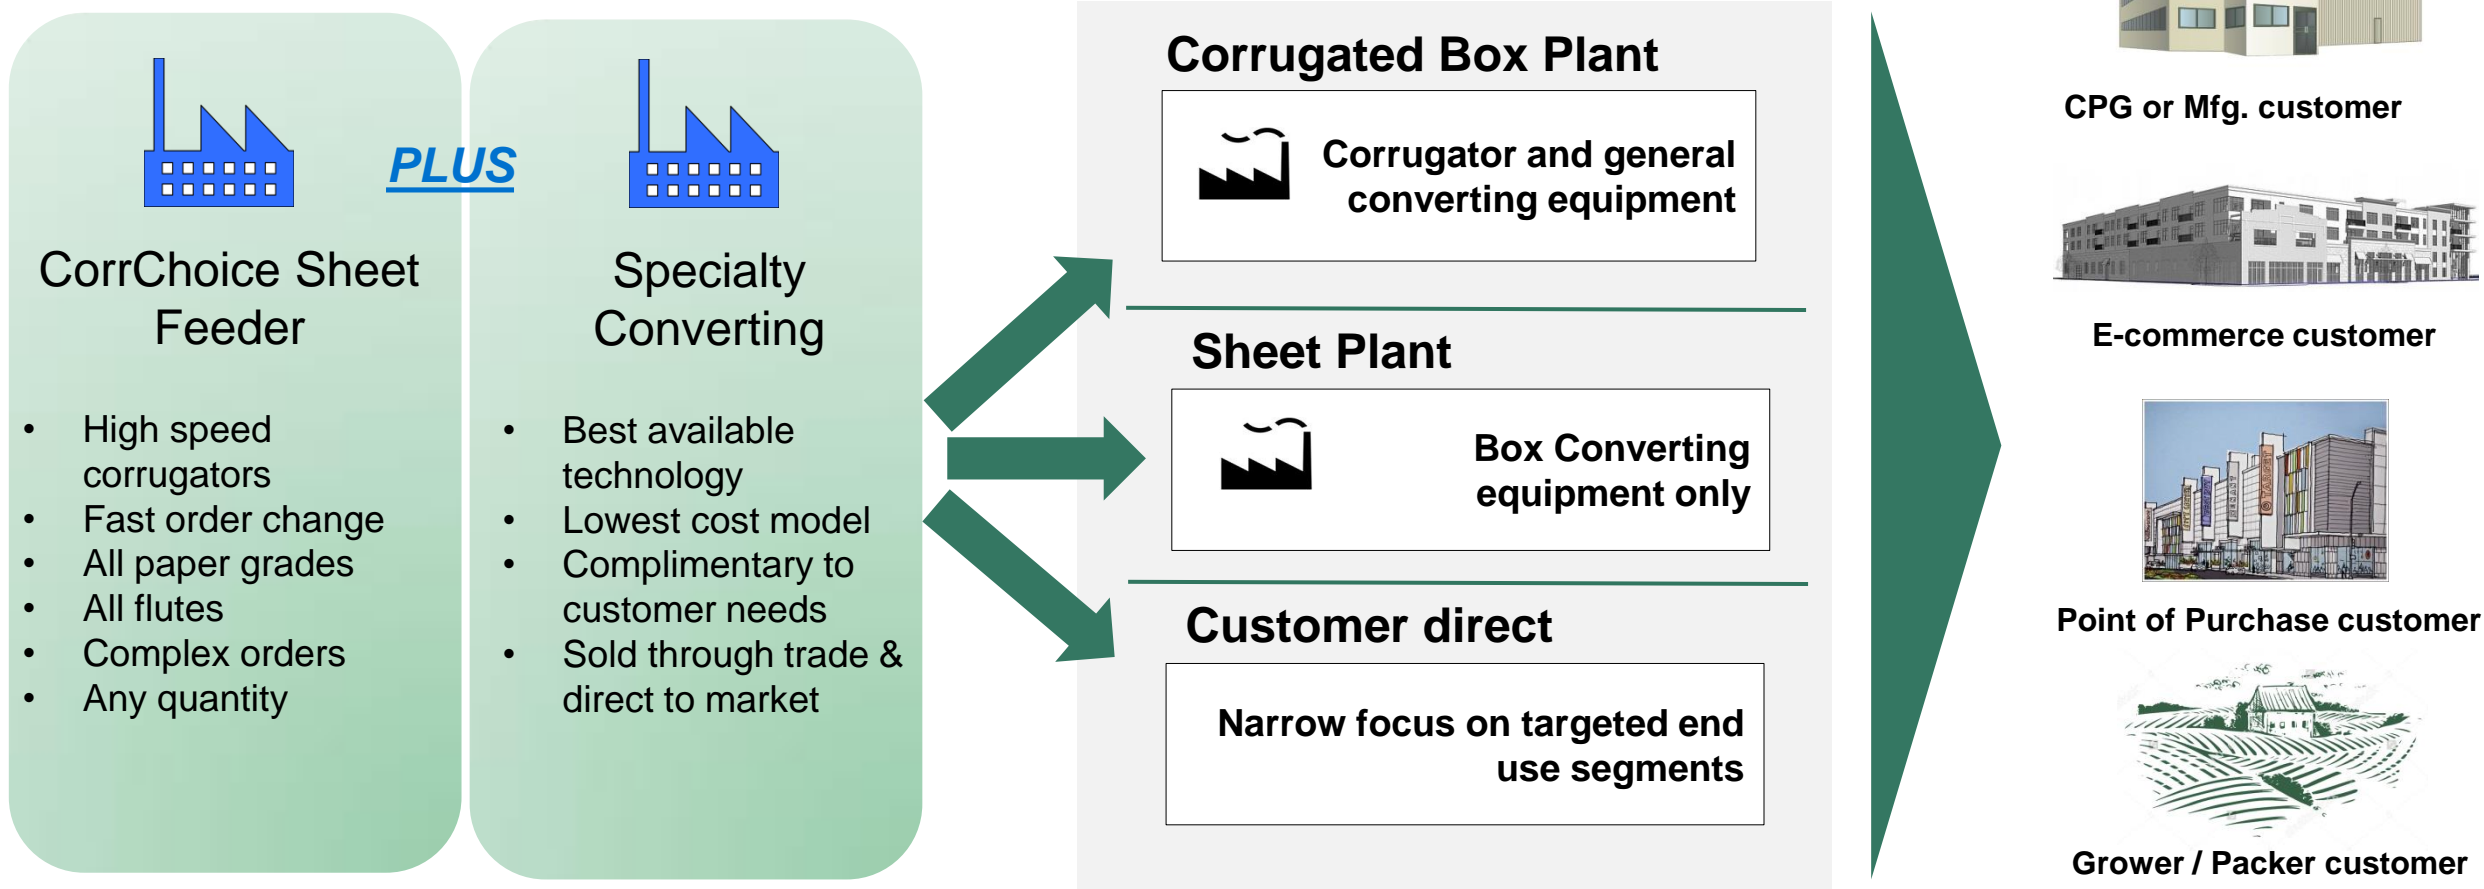 PLUS
CorrChoice Sheet
Feeder
• High speed
corrugators
• Fast order change
• All paper grades
• All flutes
• Complex orders
• Any quantity
Specialty
Converting
• Best available
technology
• Lowest cost model
• Complimentary to
customer needs
• Sold through trade &
direct to market
Corrugated Box Plant
Corrugator and general
converting equipment
Sheet Plant
Box Converting
equipment only
Customer direct
Narrow focus on targeted end
use segments
CPG or Mfg. customer
E-commerce customer
TARGET
Point of Purchase customer
Grower / Packer customer